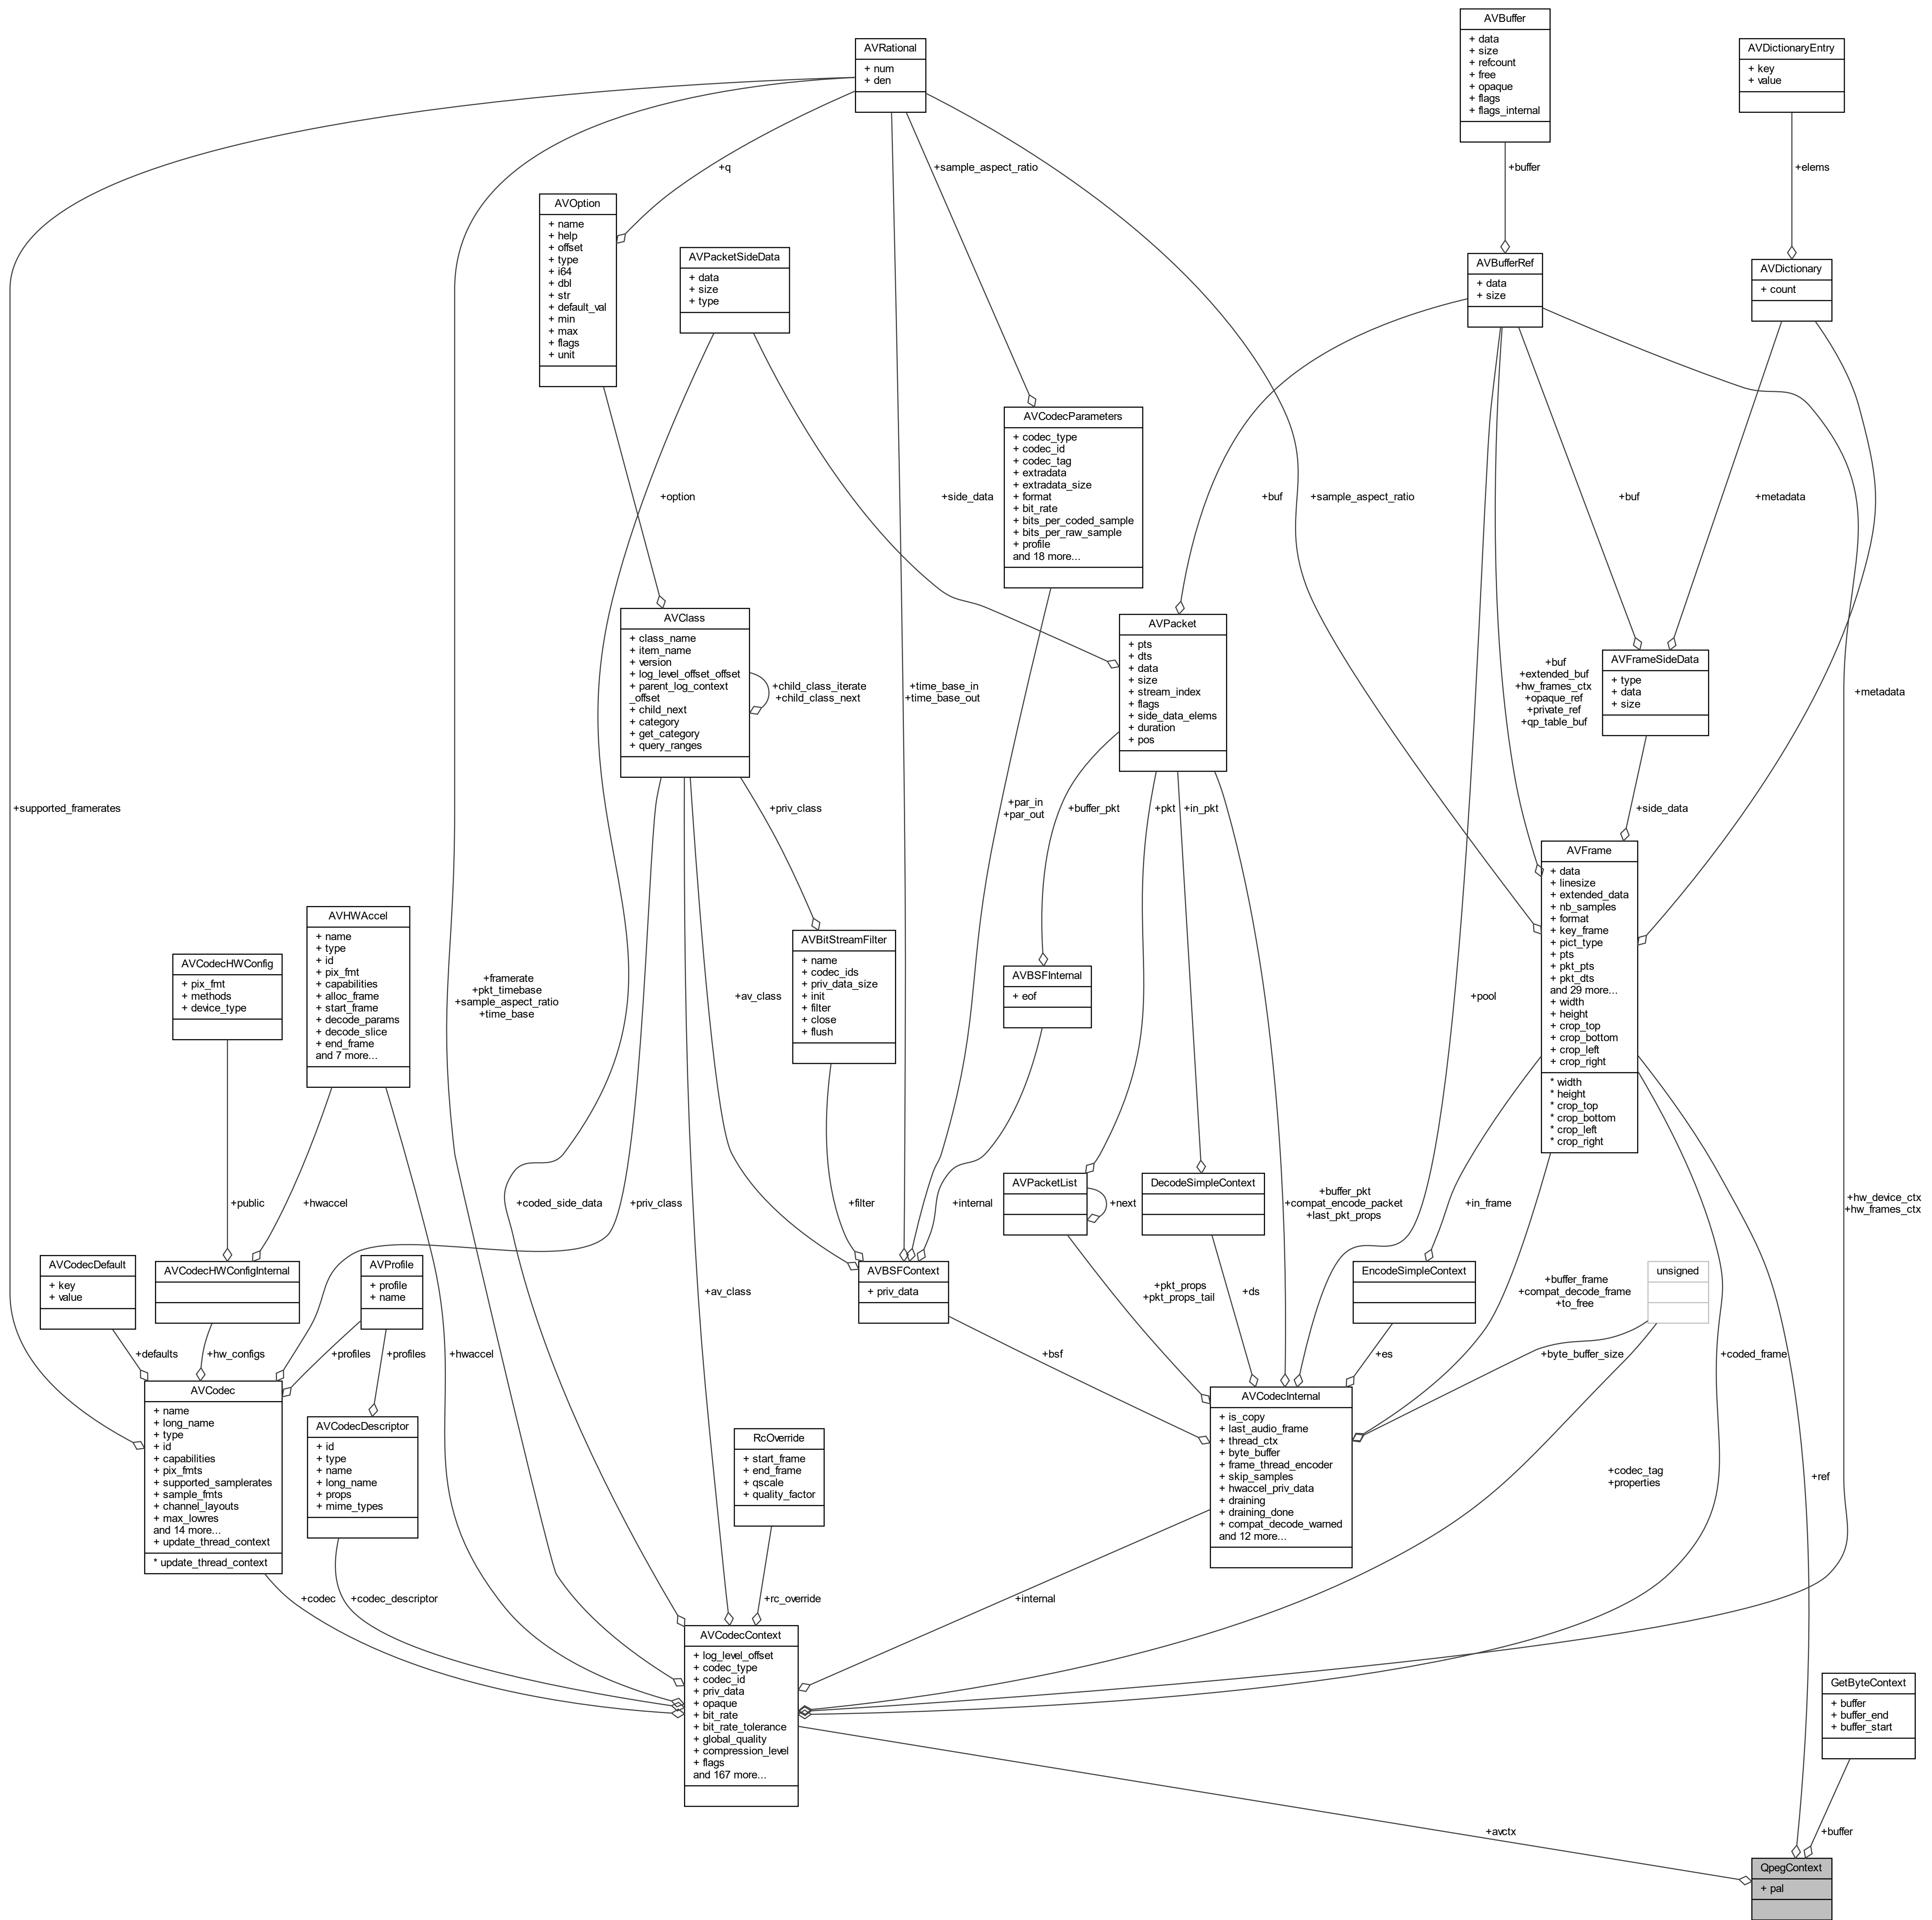 AVBuffer
+ data
+ size
+ refcount
+ free
+ opaque
+ flags
+ flags_internal
AVRational
+ num
+ den
AVDictionaryEntry
+ key
+ value
+q
+sample_aspect_ratio
+buffer
+elems
AVOption
+ name
+ help
+ offset
+ type
+ i64
+ dbl
+ str
+ default_val
+ min
+ max
+ flags
+ unit
AVPacketSideData
+ data
+ size
+ type
AVBufferRef
+ data
+ size
AVDictionary
+ count
AVCodecParameters
+ codec_type
+ codec_id
+ codec_tag
+ extradata
+ extradata_size
+ format
+ bit_rate
+ bits_per_coded_sample
+ bits_per_raw_sample
+ profile
and 18 more...
+option
+side_data
+buf
+sample_aspect_ratio
+buf
+metadata
AVClass
+ class_name
+ item_name
+ version
+ log_level_offset_offset
+ parent_log_context
_offset
+ child_next
+ category
+ get_category
+ query_ranges
+child_class_iterate
+child_class_next
+time_base_in
+time_base_out
AVPacket
+ pts
+ dts
+ data
+ size
+ stream_index
+ flags
+ side_data_elems
+ duration
+ pos
+buf
+extended_buf
+hw_frames_ctx
+opaque_ref
+private_ref
+qp_table_buf
AVFrameSideData
+ type
+ data
+ size
+metadata
+supported_framerates
+priv_class
+par_in
+par_out
+buffer_pkt
+pkt
+in_pkt
+side_data
AVFrame
+ data
+ linesize
+ extended_data
+ nb_samples
+ format
+ key_frame
+ pict_type
+ pts
+ pkt_pts
+ pkt_dts
and 29 more...
+ width
+ height
+ crop_top
+ crop_bottom
+ crop_left
+ crop_right
* width
* height
* crop_top
* crop_bottom
* crop_left
* crop_right
AVHWAccel
+ name
+ type
+ id
+ pix_fmt
+ capabilities
+ alloc_frame
+ start_frame
+ decode_params
+ decode_slice
+ end_frame
and 7 more...
AVCodecHWConfig
+ pix_fmt
+ methods
+ device_type
+framerate
+pkt_timebase
+sample_aspect_ratio
+time_base
+av_class
AVBitStreamFilter
+ name
+ codec_ids
+ priv_data_size
+ init
+ filter
+ close
+ flush
AVBSFInternal
+ eof
+pool
+public
+hwaccel
+coded_side_data
+priv_class
+filter
+internal
AVPacketList
+next
DecodeSimpleContext
+buffer_pkt
+compat_encode_packet
+last_pkt_props
+in_frame
+hw_device_ctx
+hw_frames_ctx
AVCodecDefault
+ key
+ value
AVCodecHWConfigInternal
AVProfile
+ profile
+ name
+av_class
AVBSFContext
+ priv_data
+pkt_props
+pkt_props_tail
+ds
EncodeSimpleContext
+buffer_frame
+compat_decode_frame
+to_free
unsigned
+defaults
+hw_configs
+profiles
+profiles
+hwaccel
+bsf
+es
+byte_buffer_size
+coded_frame
AVCodec
+ name
+ long_name
+ type
+ id
+ capabilities
+ pix_fmts
+ supported_samplerates
+ sample_fmts
+ channel_layouts
+ max_lowres
and 14 more...
+ update_thread_context
* update_thread_context
AVCodecDescriptor
+ id
+ type
+ name
+ long_name
+ props
+ mime_types
RcOverride
+ start_frame
+ end_frame
+ qscale
+ quality_factor
AVCodecInternal
+ is_copy
+ last_audio_frame
+ thread_ctx
+ byte_buffer
+ frame_thread_encoder
+ skip_samples
+ hwaccel_priv_data
+ draining
+ draining_done
+ compat_decode_warned
and 12 more...
+codec_tag
+properties
+ref
+codec
+codec_descriptor
+rc_override
+internal
AVCodecContext
+ log_level_offset
+ codec_type
+ codec_id
+ priv_data
+ opaque
+ bit_rate
+ bit_rate_tolerance
+ global_quality
+ compression_level
+ flags
and 167 more...
GetByteContext
+ buffer
+ buffer_end
+ buffer_start
+avctx
+buffer
QpegContext
+ pal